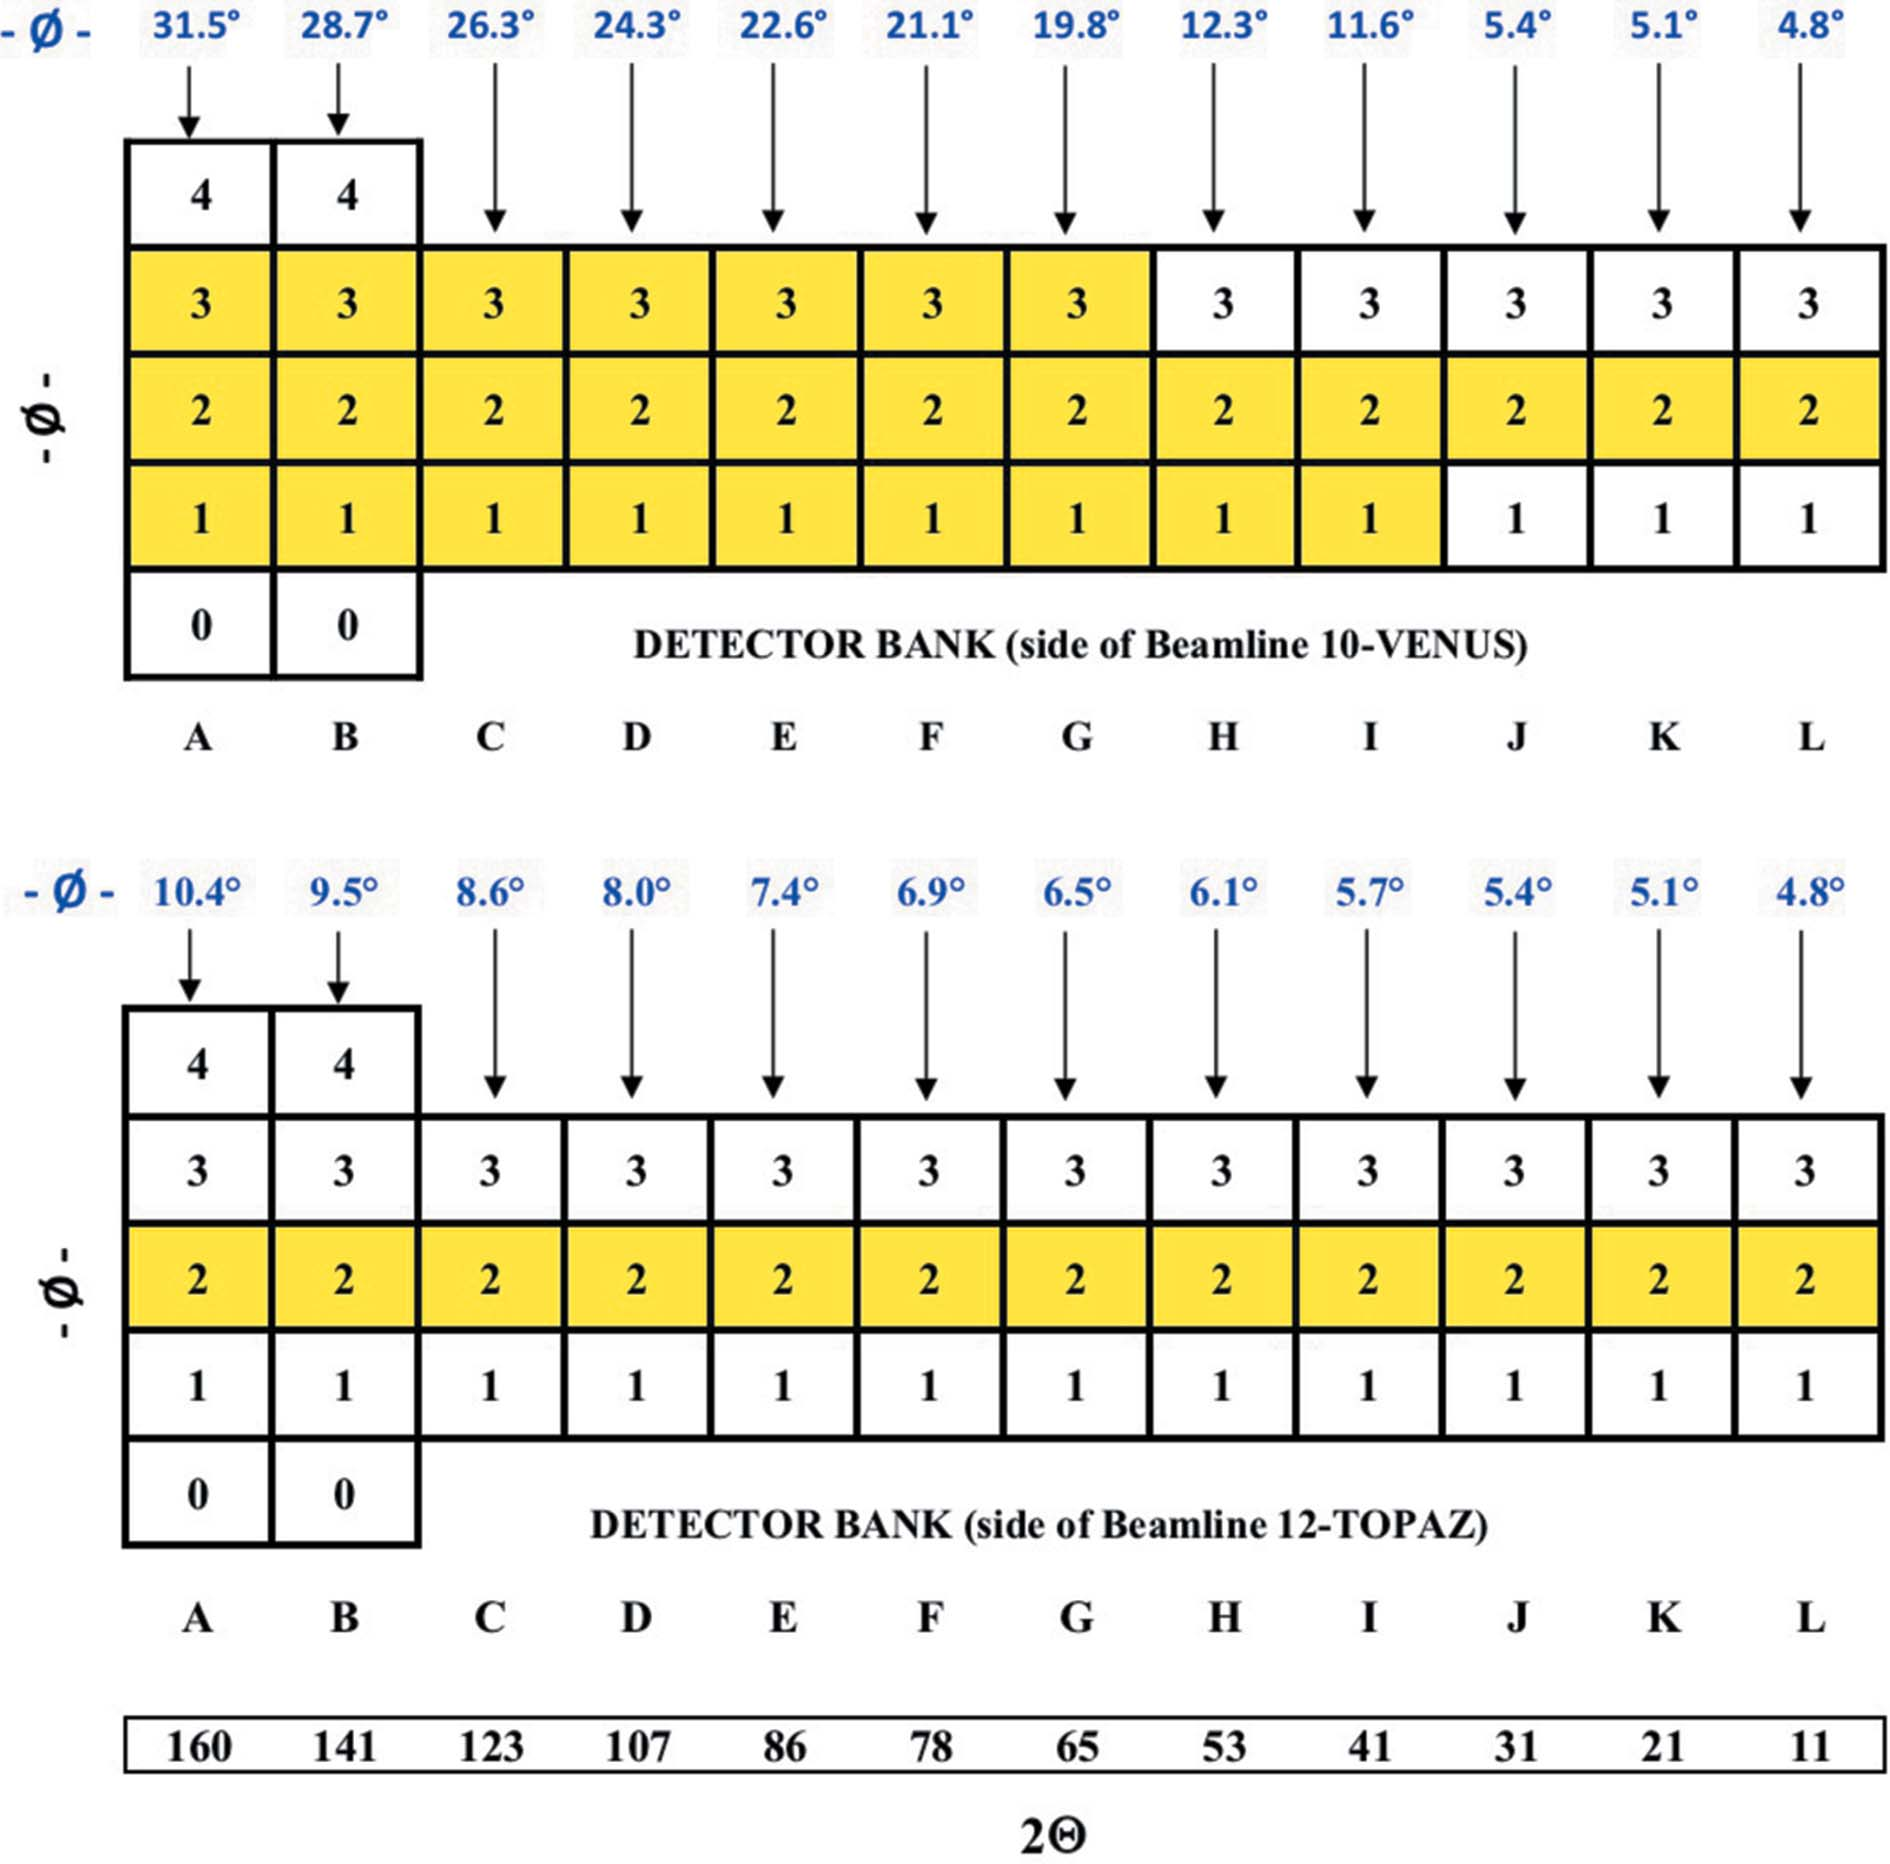 - Ø - 31.5° 28.7° 26.3° 24.3° 22.6° 21.1° 19.8° 12.3° 11.6° 5.4° 5.1° 4.8°
4 4
3 3 3 3 3 3 3 3 3 3 3 3
- Ø -
2 2 2 2 2 2 2 2 2 2 2 2
1 1 1 1 1 1 1 1 1 1 1 1
0 0
DETECTOR BANK (side of Beamline 10-VENUS)
A B C D E F G H I J K L
- Ø - 10.4° 9.5° 8.6° 8.0° 7.4° 6.9° 6.5° 6.1° 5.7° 5.4° 5.1° 4.8°
4 4
3 3 3 3 3 3 3 3 3 3 3 3
- Ø -
2 2 2 2 2 2 2 2 2 2 2 2
1 1 1 1 1 1 1 1 1 1 1 1
0 0
DETECTOR BANK (side of Beamline 12-TOPAZ)
A B C D E F G H I J K L
160 141 123 107 86 78 65 53 41 31 21 11
2Θ